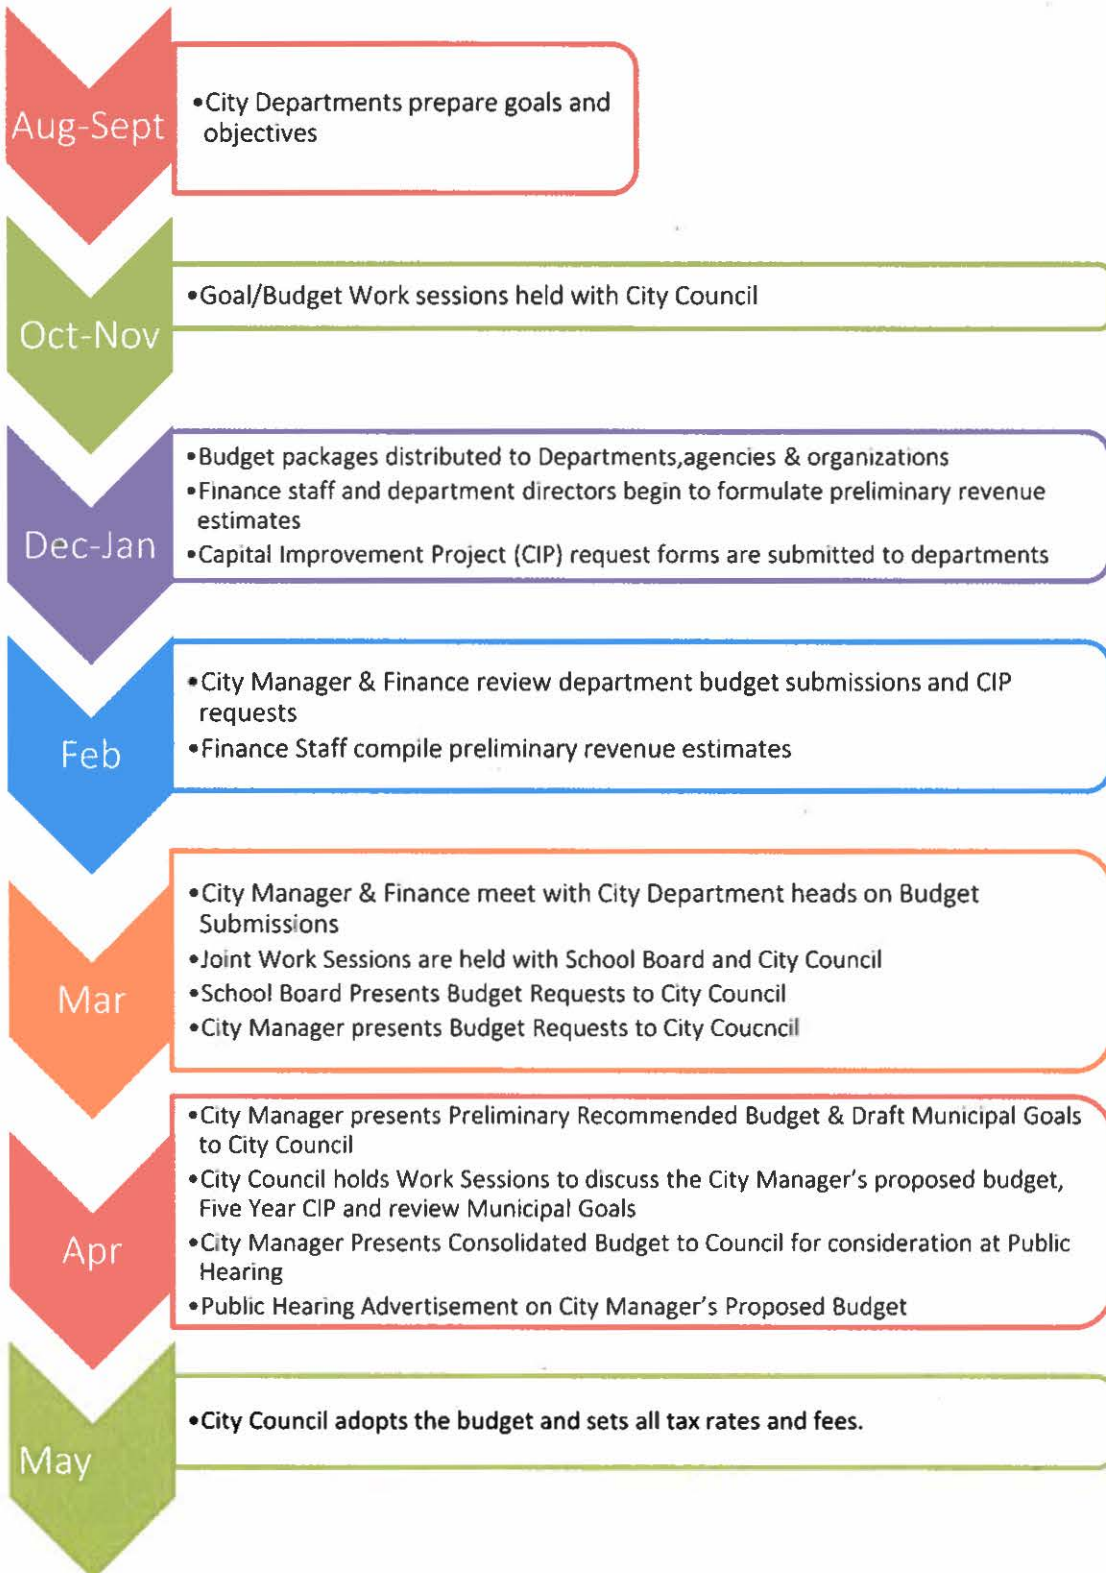 Aug-Sept
•City Departments prepare goals and
objectives
Oct-Nov
•Goal/Budget Work sessions held with City Council
Dec-Jan
•Budget packages distributed to Departments,agencies & organizations
•Finance staff and department directors begin to formulate preliminary revenue
estimates
•Capital Improvement Project (CIP) request forms are submitted to departments
Feb
•City Manager & Finance review department budget submissions and CIP
requests
•Finance Staff compile preliminary revenue estimates
Mar
•City Manager & Finance meet with City Department heads on Budget
Submissions
•Joint Work Sessions are held with School Board and City Council
•School Board Presents Budget Requests to City Council
•City Manager presents Budget Requests to City Coucncil
Apr
•City Manager presents Preliminary Recommended Budget & Draft Municipal Goals
to City Council
•City Council holds Work Sessions to discuss the City Manager's proposed budget,
Five Year CIP and review Municipal Goals
•City Manager Presents Consolidated Budget to Council for consideration at Public
Hearing
•Public Hearing Advertisement on City Manager's Proposed Budget
May
•City Council adopts the budget and sets all tax rates and fees.